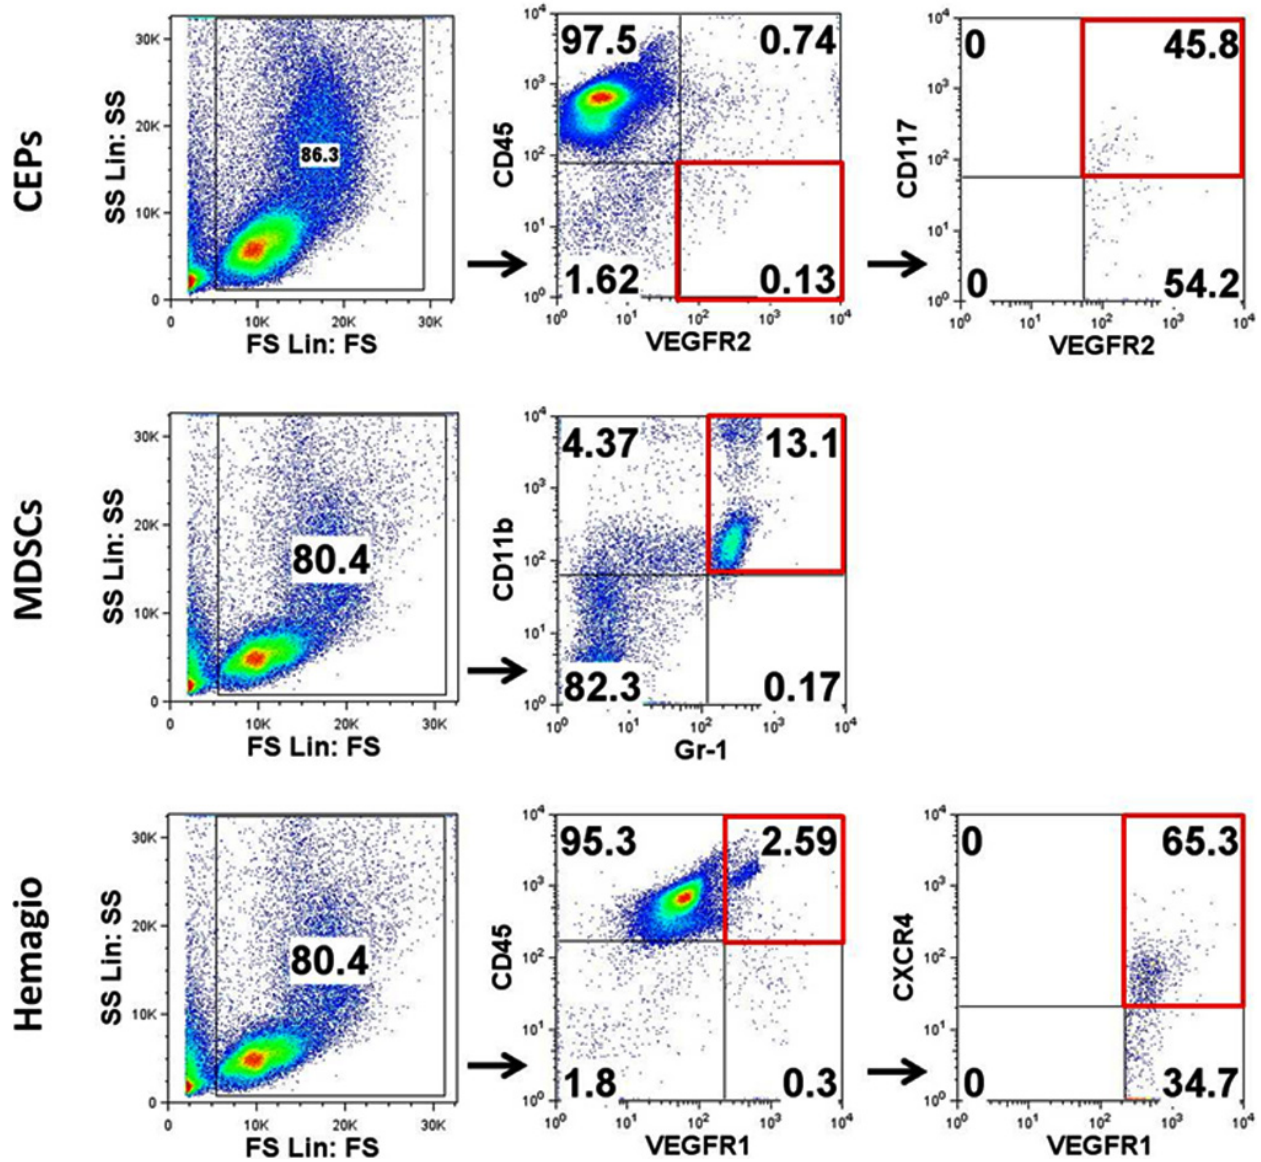 CEPs
SS Lin: SS
30K
20K
10K
0
86.3
0 10K 20K 30K
FS Lin: FS
CD45
10⁴
10³
10²
10¹
10⁰
97.5 0.74
1.62 0.13
10⁰ 10¹ 10² 10³ 10⁴
VEGFR2
CD117
10⁴
10³
10²
10¹
10⁰
0 45.8
0 54.2
10⁰ 10¹ 10² 10³ 10⁴
VEGFR2
MDSCs
SS Lin: SS
30K
20K
10K
0
80.4
0 10K 20K 30K
FS Lin: FS
CD11b
10⁴
10³
10²
10¹
10⁰
4.37 13.1
82.3 0.17
10⁰ 10¹ 10² 10³ 10⁴
Gr-1
Hemagio
SS Lin: SS
30K
20K
10K
0
80.4
0 10K 20K 30K
FS Lin: FS
CD45
10⁴
10³
10²
10¹
10⁰
95.3 2.59
1.8 0.3
10⁰ 10¹ 10² 10³ 10⁴
VEGFR1
CXCR4
10⁴
10³
10²
10¹
10⁰
0 65.3
0 34.7
10⁰ 10¹ 10² 10³ 10⁴
VEGFR1